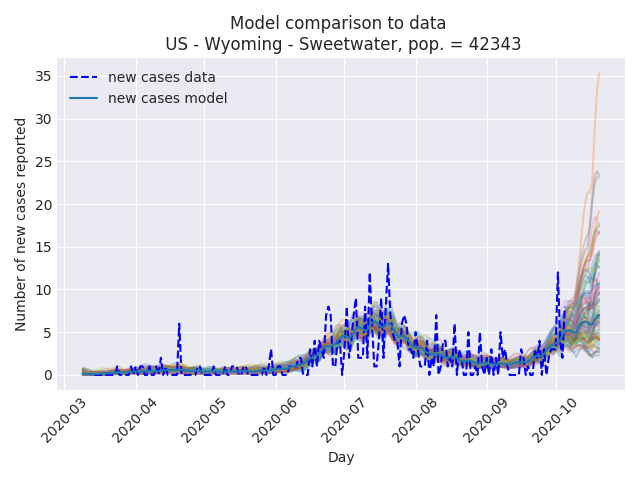 Model comparison to data
US - Wyoming - Sweetwater, pop. = 42343
new cases data
new cases model
Number of new cases reported
35
30
25
20
15
10
5
0
2020-03
2020-04
2020-05
2020-06
2020-07
2020-08
2020-09
2020-10
Day